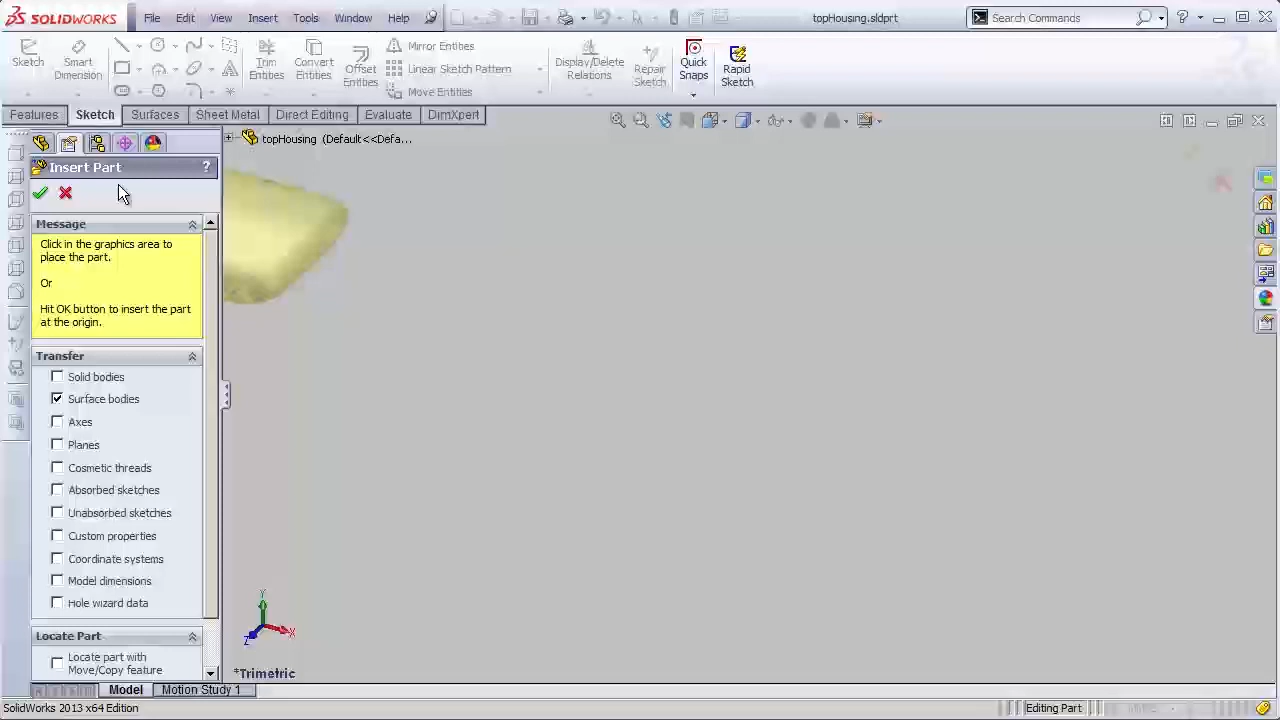 SOLIDWORKS File Edit View Insert Tools Window Help topHousing.sldprt Search Commands ?
Sketch Smart Dimension Trim Entities Convert Entities Offset Entities Mirror Entities Linear Sketch Pattern Move Entities Display/Delete Relations Repair Sketch Quick Snaps Rapid Sketch
Features Sketch Surfaces Sheet Metal Direct Editing Evaluate DimXpert
topHousing (Default<<Defa...
Insert Part ?
Message
Click in the graphics area to
place the part.
Or
Hit OK button to insert the part
at the origin.
Transfer
Solid bodies
Surface bodies
Axes
Planes
Cosmetic threads
Absorbed sketches
Unabsorbed sketches
Custom properties
Coordinate systems
Model dimensions
Hole wizard data
Locate Part
Locate part with
Move/Copy feature
Y
X
Z
*Trimetric
Model Motion Study 1
SolidWorks 2013 x64 Edition Editing Part